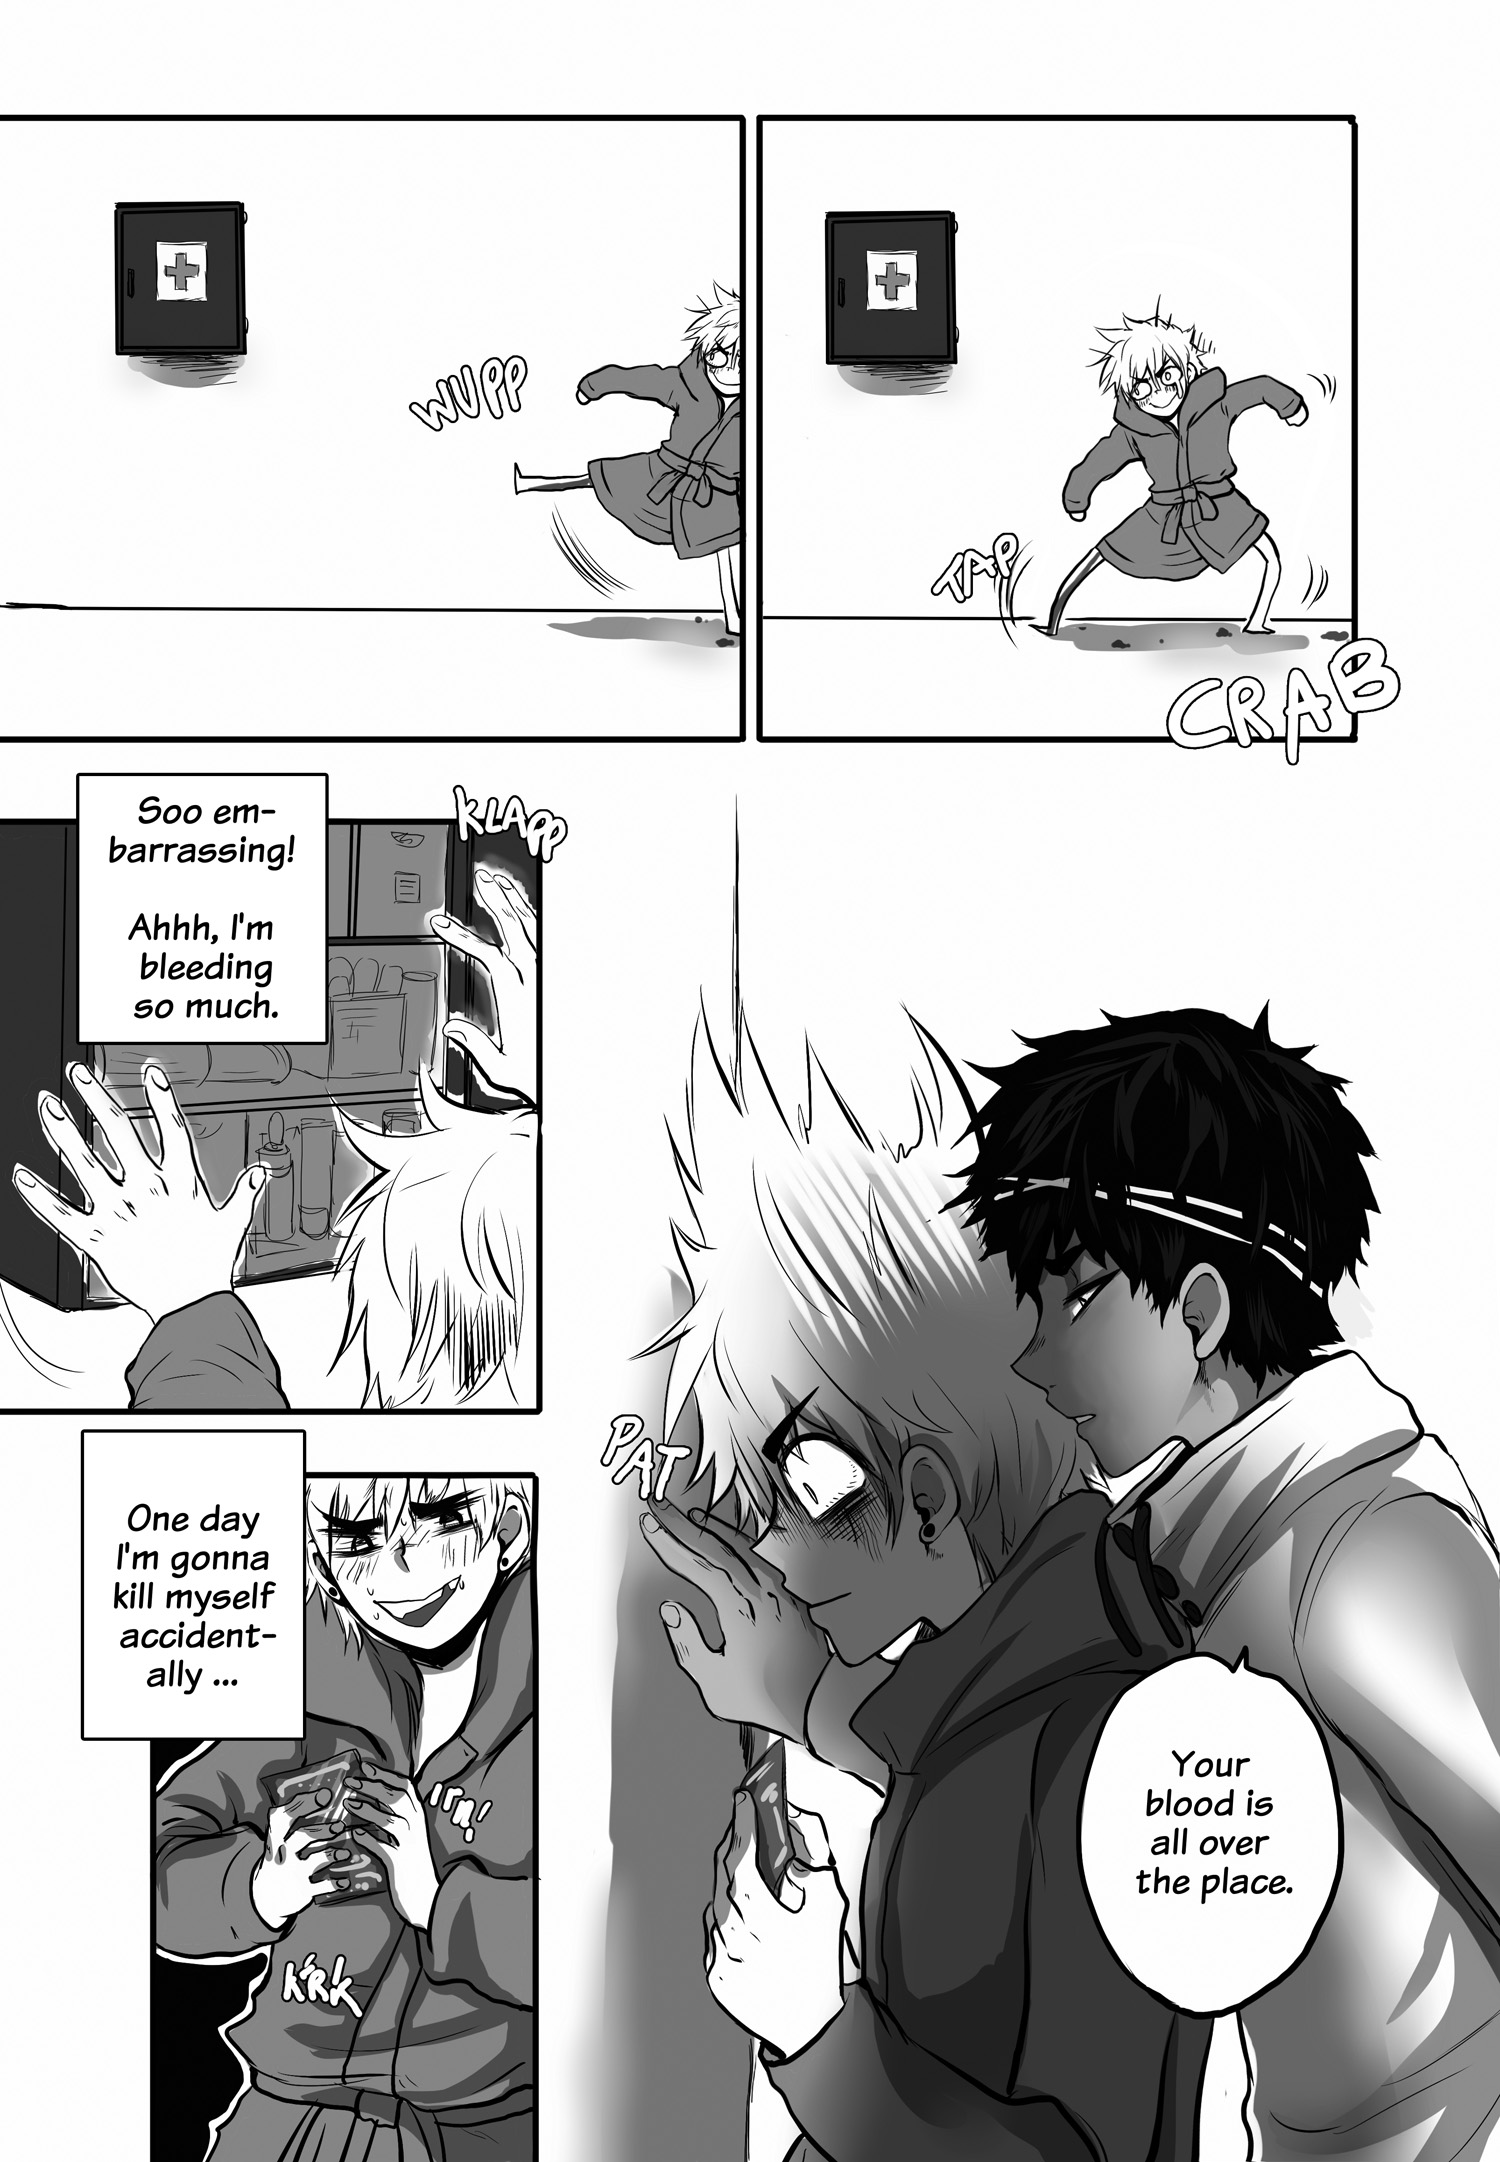 WUPP
TAP
CRAB
Soo em-
barrassing!
Ahhh, I'm
bleeding
so much.
KLAPP
One day
I'm gonna
kill myself
accident-
ally ...
KRK
PAT
Your
blood is
all over
the place.